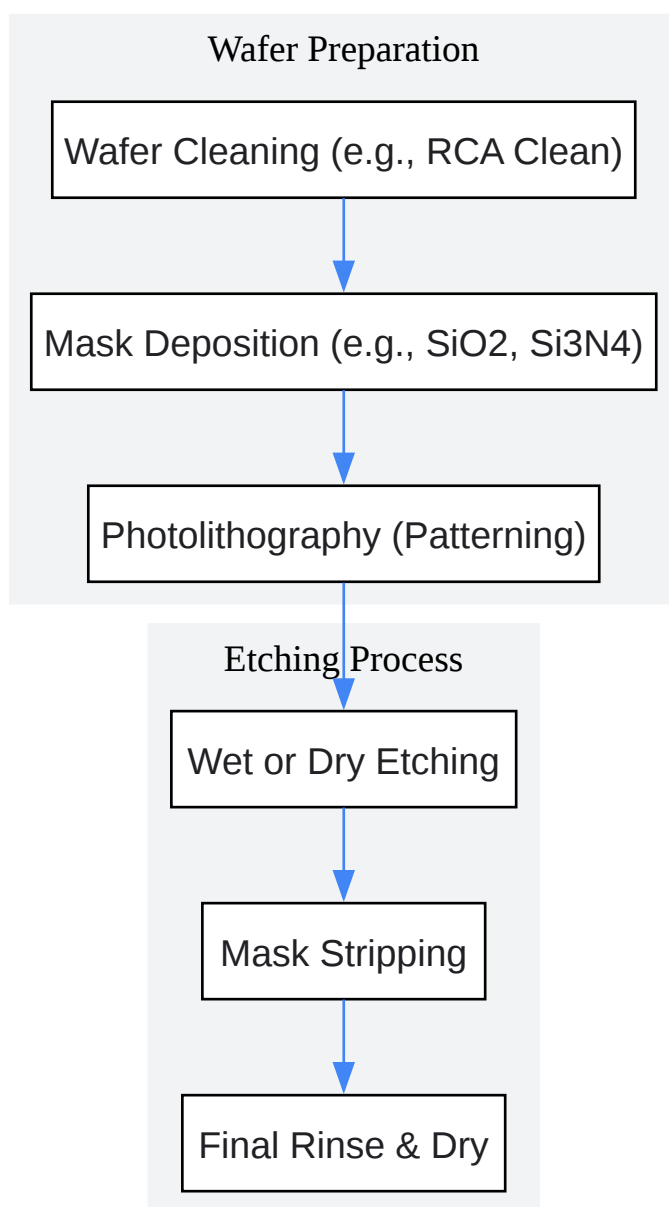 Wafer Preparation
Wafer Cleaning (e.g., RCA Clean)
Mask Deposition (e.g., SiO2, Si3N4)
Photolithography (Patterning)
Etching Process
Wet or Dry Etching
Mask Stripping
Final Rinse & Dry